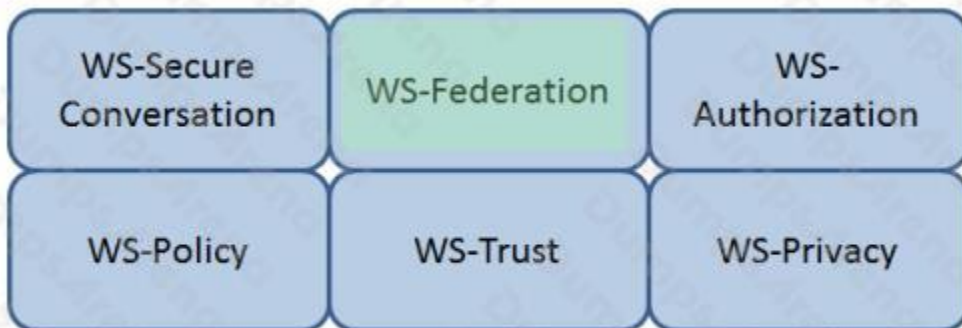 WS-Secure
Conversation
WS-Federation
WS-
Authorization
WS-Policy
WS-Trust
WS-Privacy